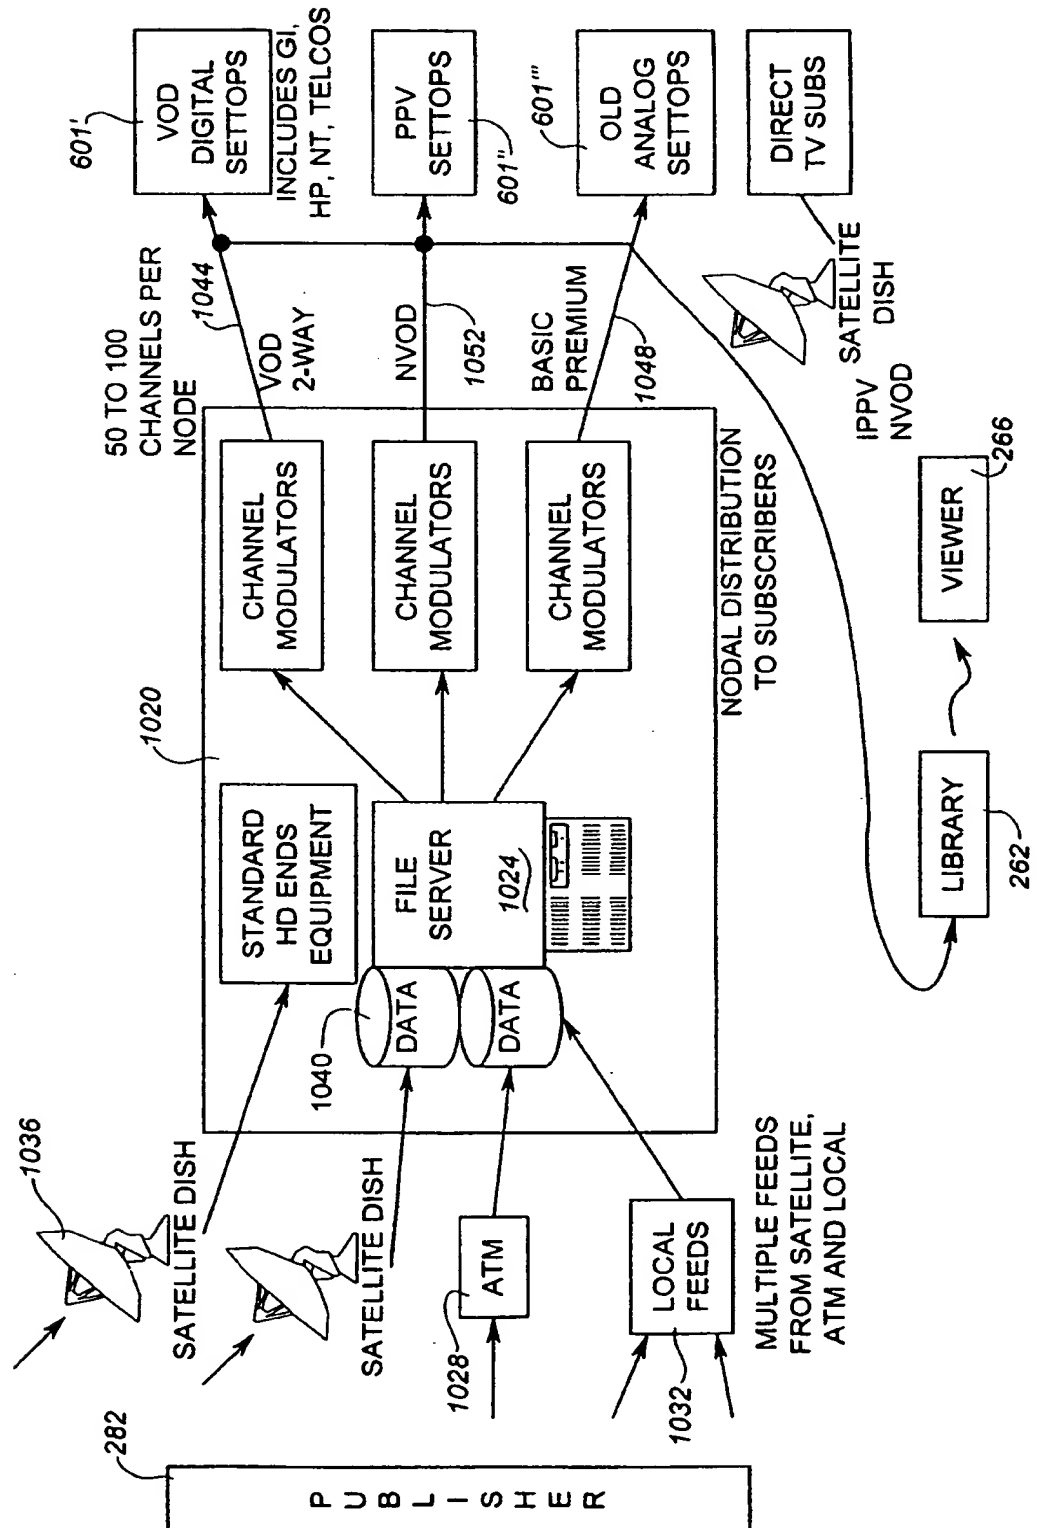 282
PUBLISHER
1036
SATELLITE DISH
SATELLITE DISH
1028
ATM
1032
LOCAL
FEEDS
MULTIPLE FEEDS
FROM SATELLITE,
ATM AND LOCAL
1020
STANDARD
HD ENDS
EQUIPMENT
1040
DATA
DATA
FILE
SERVER
1024
CHANNEL
MODULATORS
CHANNEL
MODULATORS
CHANNEL
MODULATORS
NODAL DISTRIBUTION
TO SUBSCRIBERS
50 TO 100
CHANNELS PER
NODE
1044
VOD
2-WAY
NVOD
1052
BASIC
PREMIUM
1048
601'
VOD
DIGITAL
SETTOPS
INCLUDES GI,
HP, NT, TELCOS
PPV
SETTOPS
601"
601'''
OLD
ANALOG
SETTOPS
DIRECT
TV SUBS
SATELLITE
DISH
IPPV
NVOD
LIBRARY
262
VIEWER
266